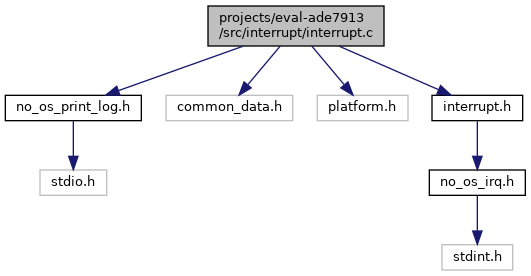 projects/eval-ade7913
/src/interrupt/interrupt.c
no_os_print_log.h
common_data.h
platform.h
interrupt.h
stdio.h
no_os_irq.h
stdint.h